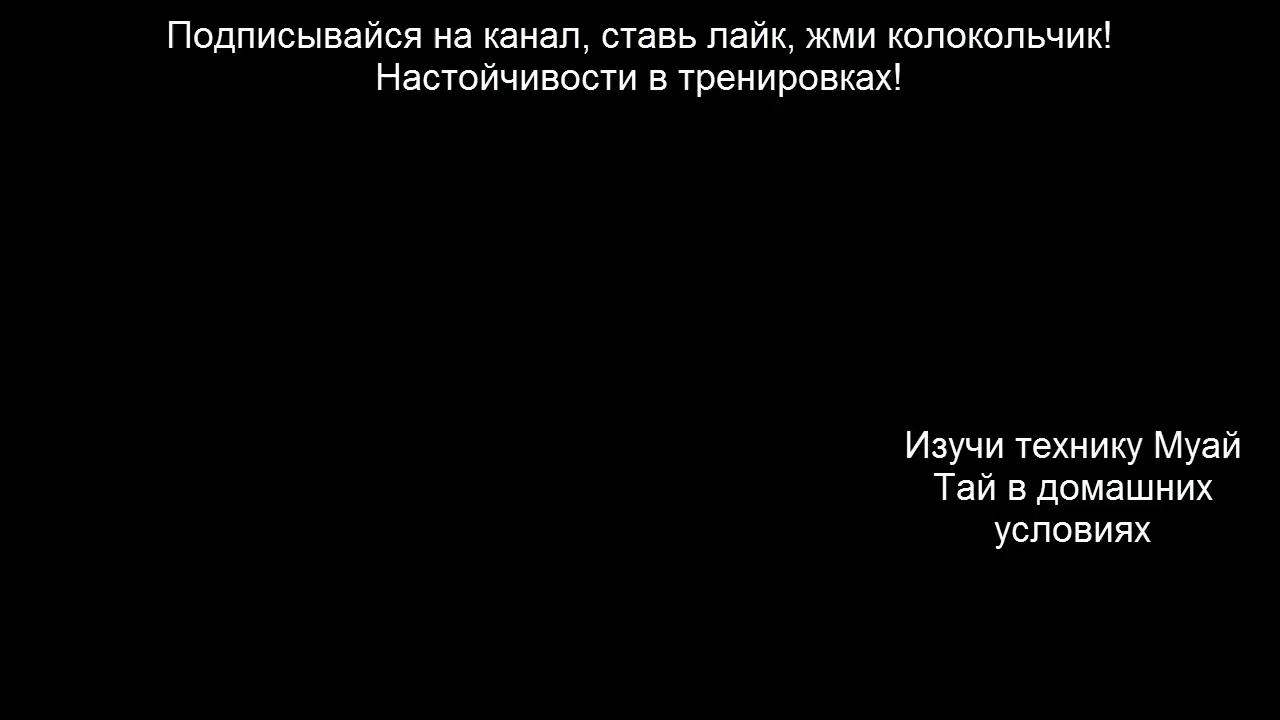 Подписывайся на канал, ставь лайк, жми колокольчик!
Настойчивости в тренировках!
Изучи технику Муай
Тай в домашних
условиях